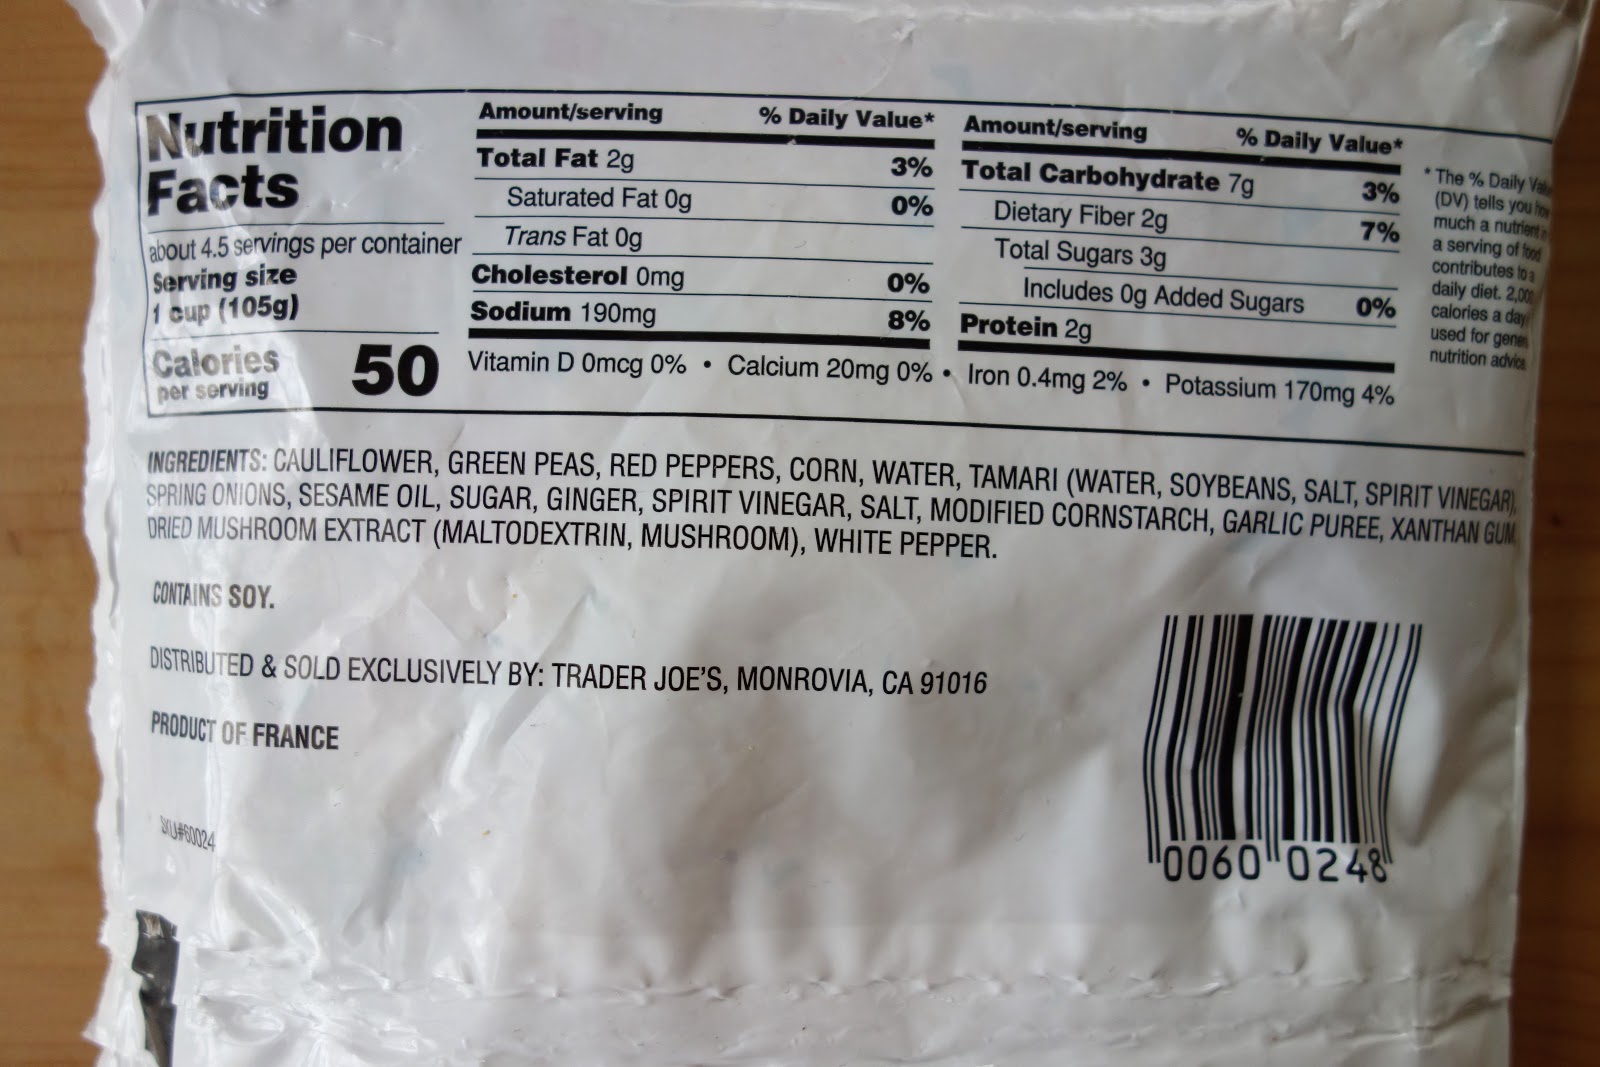 Nutrition
Facts
about 4.5 servings per container
Serving size
1 cup (105g)
Calories
per serving
50
Amount/serving % Daily Value*
Total Fat 2g 3%
Saturated Fat 0g 0%
Trans Fat 0g
Cholesterol 0mg 0%
Sodium 190mg 8%
Amount/serving % Daily Value*
Total Carbohydrate 7g 3%
Dietary Fiber 2g 7%
Total Sugars 3g
Includes 0g Added Sugars 0%
Protein 2g
Vitamin D 0mcg 0% • Calcium 20mg 0% • Iron 0.4mg 2% • Potassium 170mg 4%
* The % Daily
(DV) tells you how
much a nutrient in
a serving of food
contributes to a
daily diet.
calories a day
used for
nutrition advice.
INGREDIENTS: CAULIFLOWER, GREEN PEAS, RED PEPPERS, CORN, WATER, TAMARI (WATER, SOYBEANS, SALT, SPIRIT VINEGAR),
SPRING ONIONS, SESAME OIL, SUGAR, GINGER, SPIRIT VINEGAR, SALT, MODIFIED CORNSTARCH, GARLIC PUREE, XANTHAN GUM,
DRIED MUSHROOM EXTRACT (MALTODEXTRIN, MUSHROOM), WHITE PEPPER.
CONTAINS SOY.
DISTRIBUTED & SOLD EXCLUSIVELY BY: TRADER JOE'S, MONROVIA, CA 91016
PRODUCT OF FRANCE
SKU#60024
0060 0248